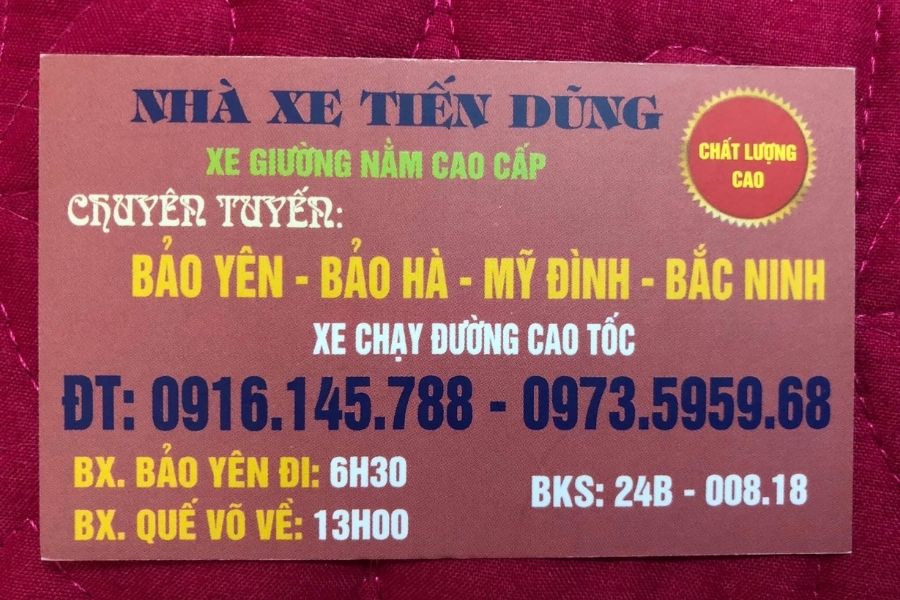 NHÀ XE TIẾN DŨNG
XE GIƯỜNG NẰM CAO CẤP
CHẤT LƯỢNG
CAO
CHUYÊN TUYẾN:
BẢO YÊN - BẢO HÀ - MỸ ĐÌNH - BẮC NINH
XE CHẠY ĐƯỜNG CAO TỐC
ĐT: 0916.145.788 - 0973.5959.68
BX. BẢO YÊN ĐI: 6H30
BKS: 24B - 008.18
BX. QUẾ VÕ VỀ: 13H00